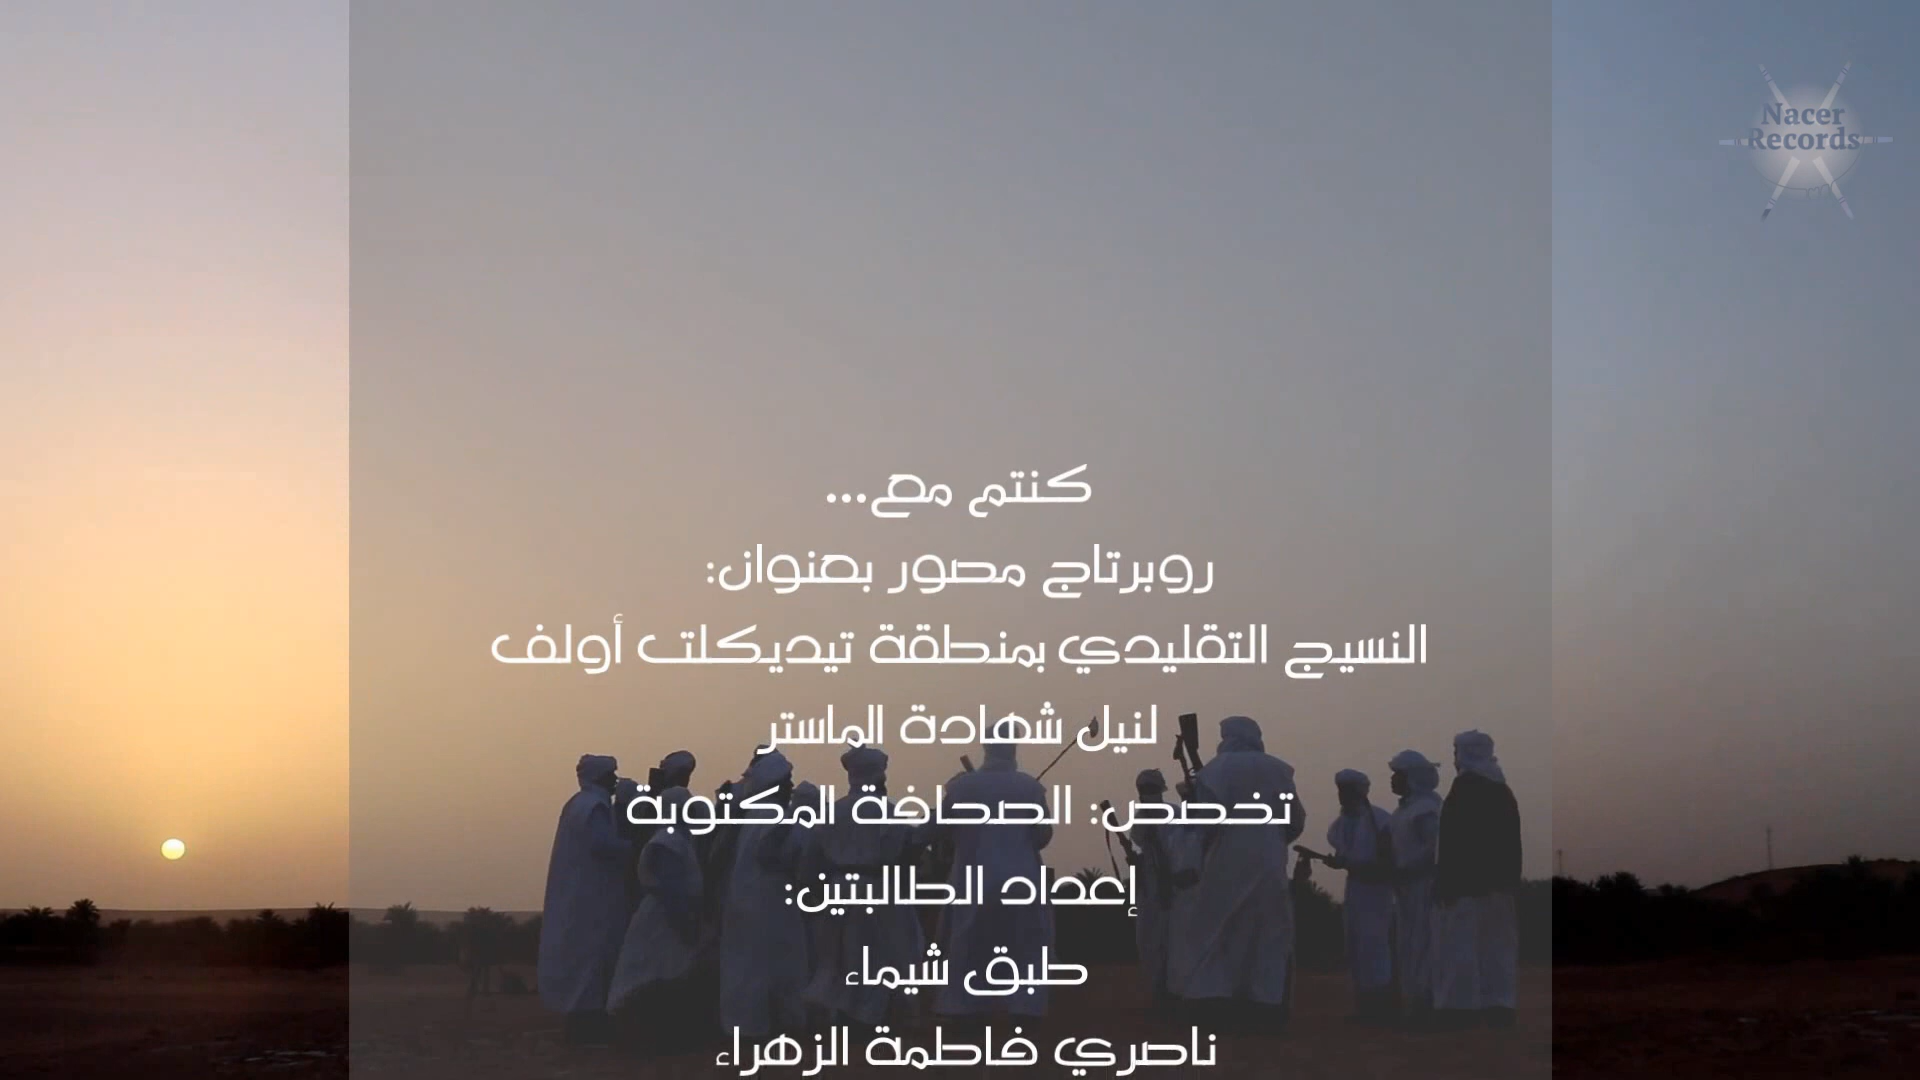 Nacer
Records
كنتم مع...
روبرتاج مصور بعنوان:
النسيج التقليدي بمنطقة تيديكلت أولف
لنيل شهادة الماستر
تخصص: الصحافة المكتوبة
إعداد الطالبتين:
طبق شيماء
ناصري فاطمة الزهراء